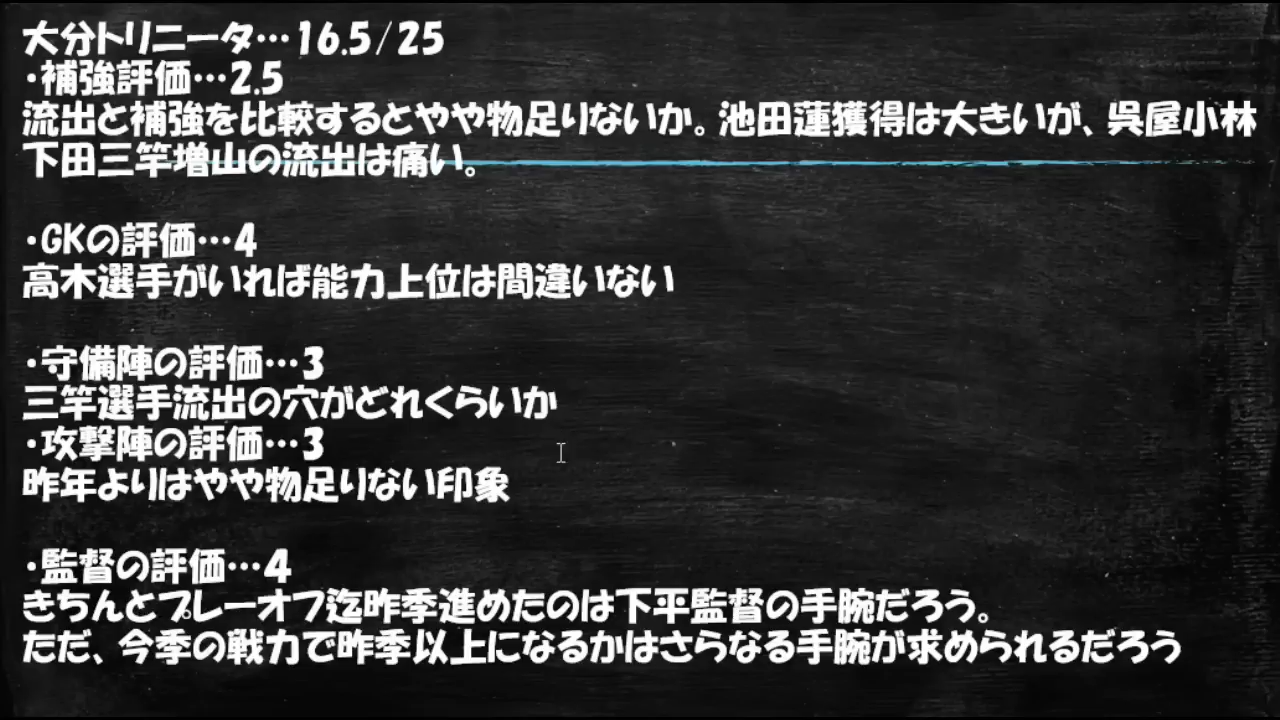 大分トリニータ…16.5/25
・補強評価…2.5
流出と補強を比較するとやや物足りないか。池田蓮獲得は大きいが、呉屋小林
下田三竿増山の流出は痛い。
・GKの評価…4
高木選手がいれば能力上位は間違いない
・守備陣の評価…3
三竿選手流出の穴がどれくらいか
・攻撃陣の評価…3
昨年よりはやや物足りない印象
・監督の評価…4
きちんとプレーオフ迄昨季進めたのは下平監督の手腕だろう。
ただ、今季の戦力で昨季以上になるかはさらなる手腕が求められるだろう